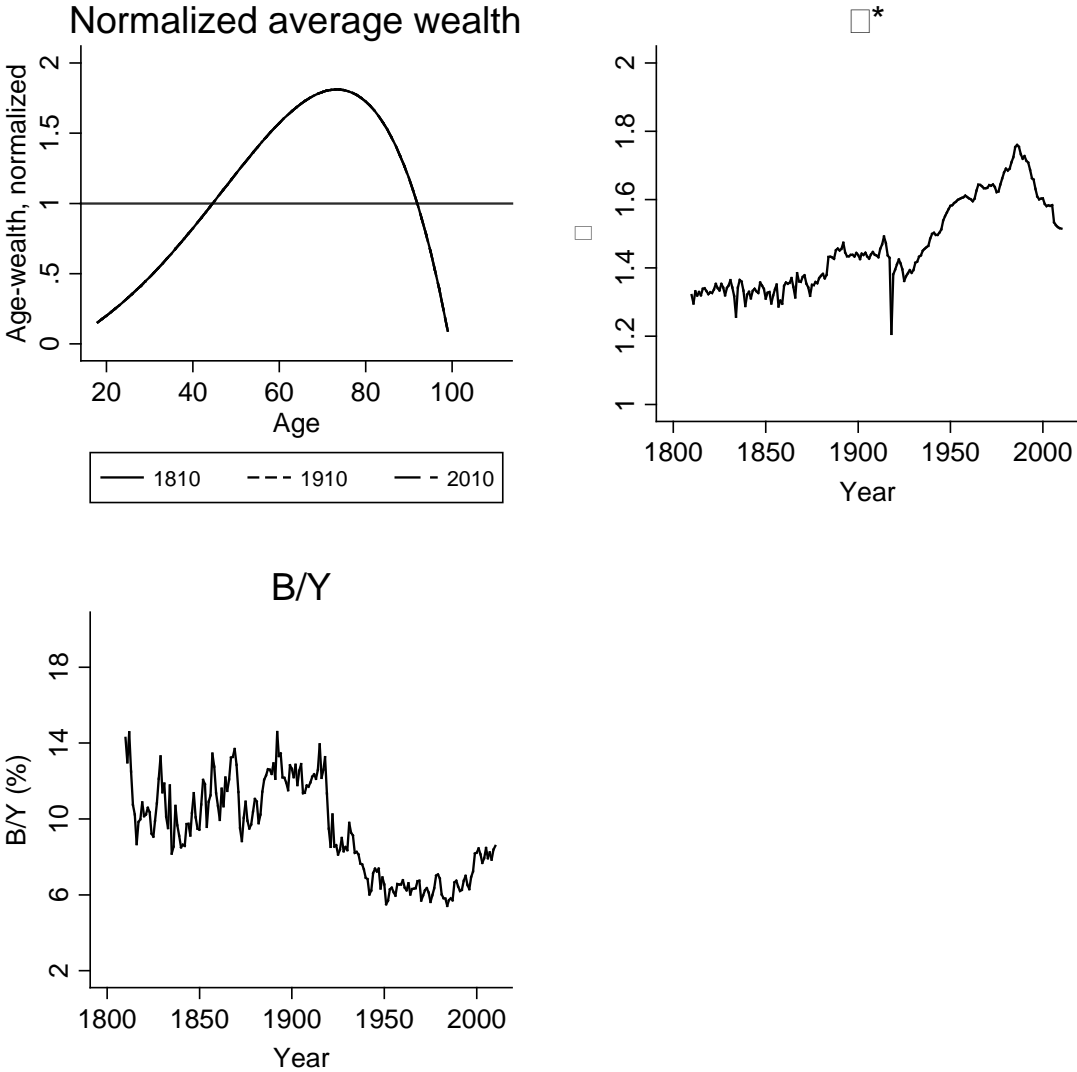 Normalized average wealth
Age-wealth, normalized
2
1.5
1
.5
0
20 40 60 80 100
Age
1810 1910 2010
□*
□
2
1.8
1.6
1.4
1.2
1
1800 1850 1900 1950 2000
Year
B/Y
B/Y (%)
18
14
10
6
2
1800 1850 1900 1950 2000
Year